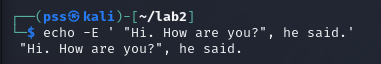 ┌──(pss㉿kali)-[~/lab2]
└─$ echo -E ' "Hi. How are you?", he said.'
 "Hi. How are you?", he said.